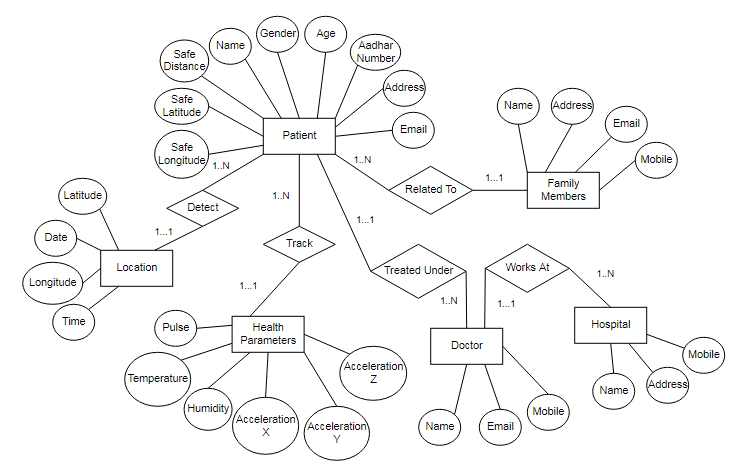 Gender
Age
Name
Safe
Distance
Aadhar
Number
Address
Safe
Latitude
Email
Patient
Safe
Longitude
Name
Address
Email
Mobile
1..N
1..N
1...1
Related To
Family
Members
Latitude
1..N
Detect
1...1
1...1
Date
Track
Location
Longitude
Time
1...1
Treated Under
Works At
1..N
1..N
1...1
Pulse
Health
Parameters
Hospital
Doctor
Mobile
Temperature
Acceleration
Z
Name
Address
Humidity
Acceleration
X
Acceleration
Y
Name
Email
Mobile